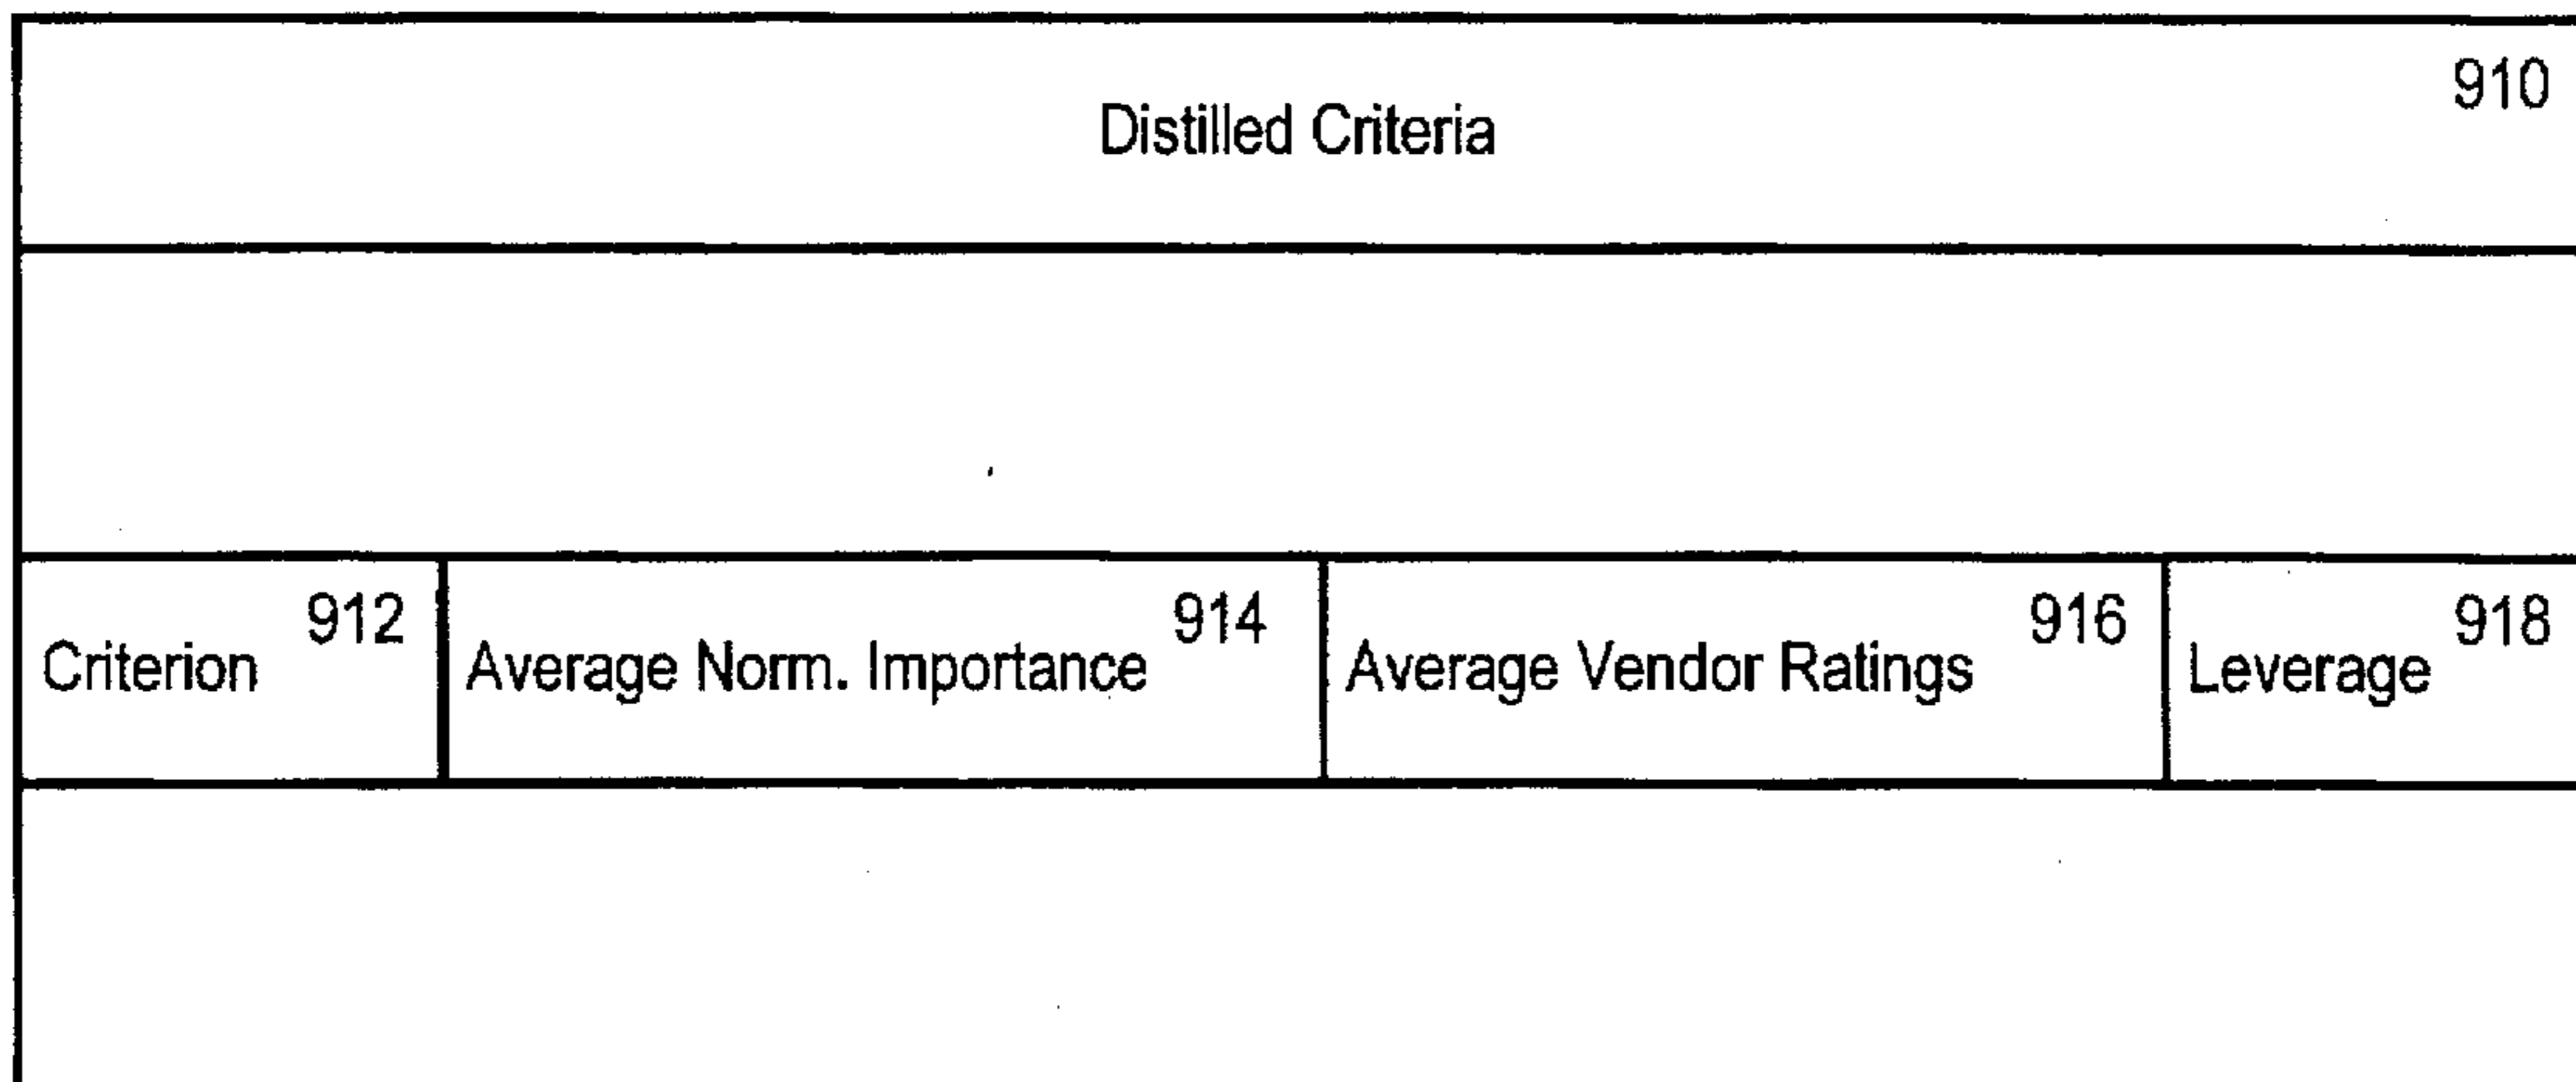 910
Distilled Criteria
912 914 916 918
Criterion Average Norm. Importance Average Vendor Ratings Leverage